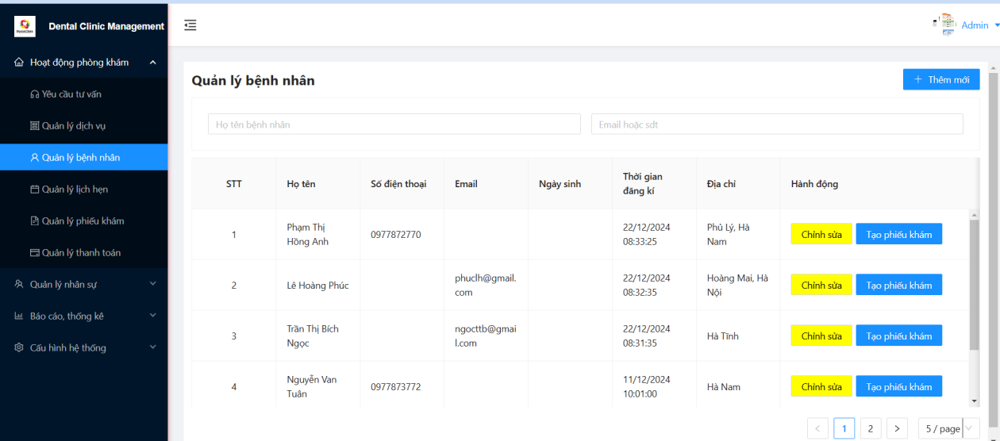 Dental Clinic Management
Admin
Hoạt động phòng khám
Yêu cầu tư vấn
Quản lý dịch vụ
Quản lý bệnh nhân
Quản lý lịch hẹn
Quản lý phiếu khám
Quản lý thanh toán
Quản lý nhân sự
Báo cáo, thống kê
Cấu hình hệ thống
Quản lý bệnh nhân
+ Thêm mới
Họ tên bệnh nhân
Email hoặc sdt
STT
Họ tên
Số điện thoại
Email
Ngày sinh
Thời gian
đăng kí
Địa chỉ
Hành động
1
Phạm Thị
Hồng Anh
0977872770
22/12/2024
08:33:25
Phủ Lý, Hà
Nam
Chỉnh sửa
Tạo phiếu khám
2
Lê Hoàng Phúc
phuclh@gmail.
com
22/12/2024
08:32:35
Hoàng Mai, Hà
Nội
Chỉnh sửa
Tạo phiếu khám
3
Trần Thị Bích
Ngọc
ngocttb@gmai
l.com
22/12/2024
08:31:35
Hà Tĩnh
Chỉnh sửa
Tạo phiếu khám
4
Nguyễn Van
Tuân
0977873772
11/12/2024
10:01:00
Hà Nam
Chỉnh sửa
Tạo phiếu khám
< 1 2 > 5 / page